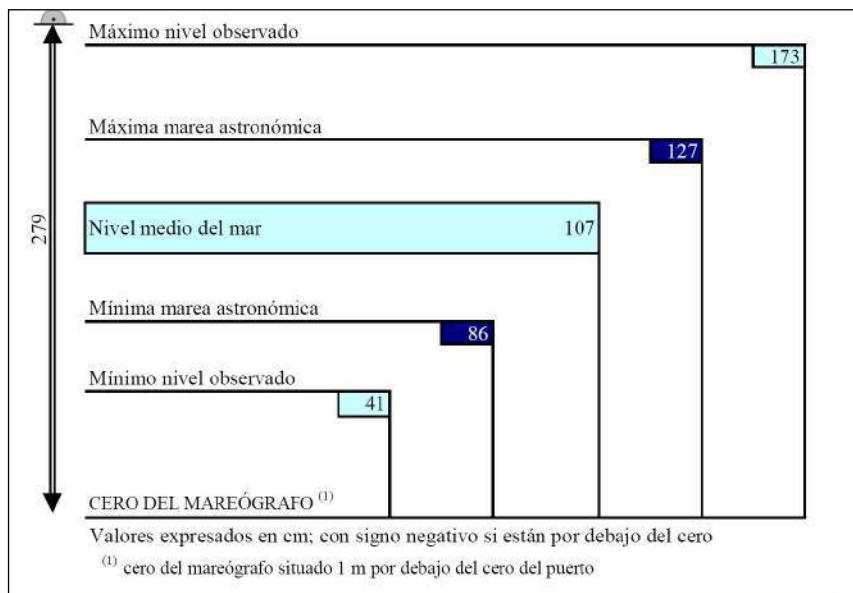 Máximo nivel observado
173
Máxima marea astronómica
127
279
Nivel medio del mar 107
Mínima marea astronómica
86
Mínimo nivel observado
41
CERO DEL MAREÓGRAFO (1)
Valores expresados en cm; con signo negativo si están por debajo del cero
(1) cero del mareógrafo situado 1 m por debajo del cero del puerto